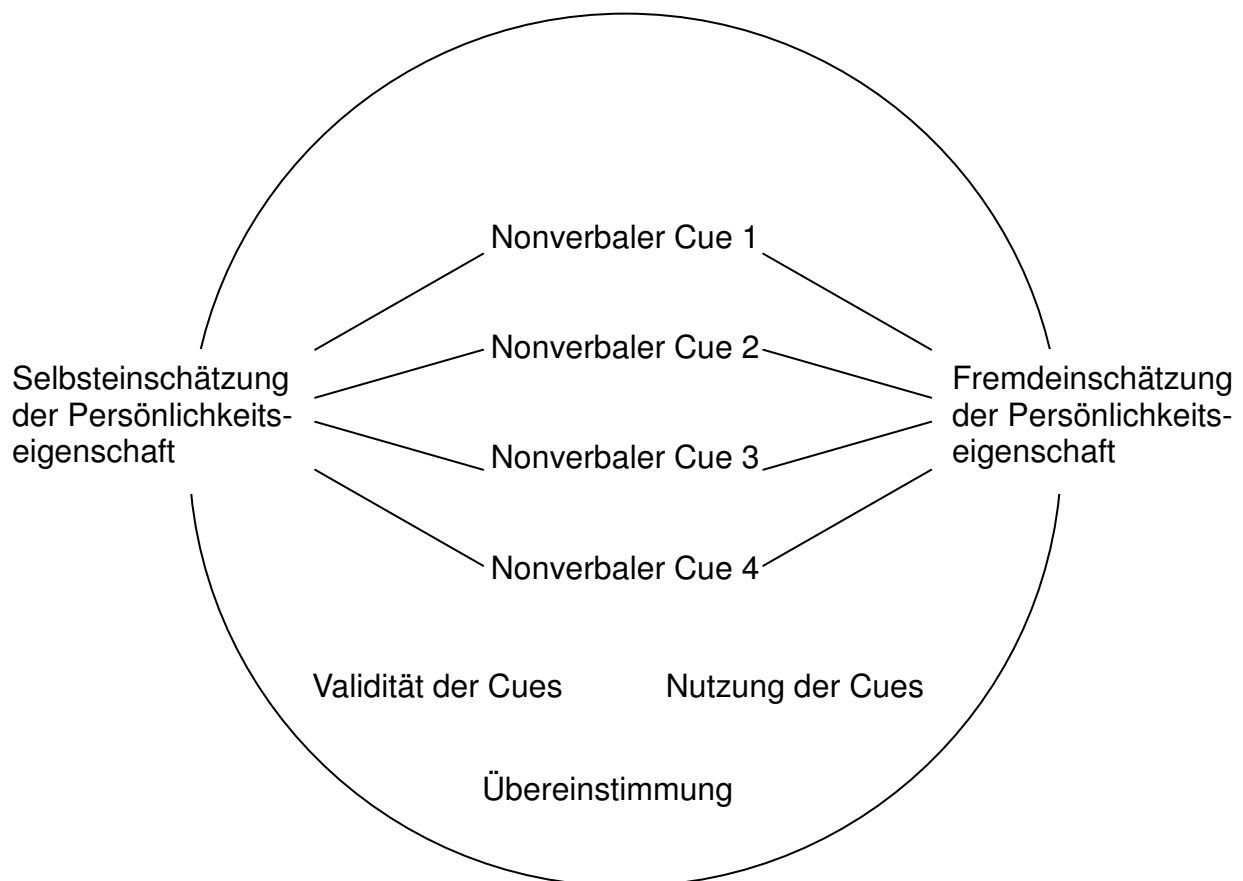 Nonverbaler Cue 1
Nonverbaler Cue 2
Selbsteinschätzung
der Persönlichkeits-
eigenschaft
Fremdeinschätzung
der Persönlichkeits-
eigenschaft
Nonverbaler Cue 3
Nonverbaler Cue 4
Validität der Cues
Nutzung der Cues
Übereinstimmung